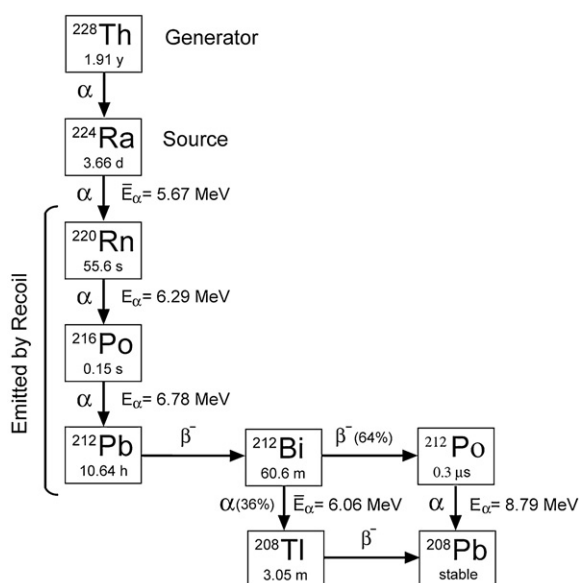 ²²⁸Th
1.91 y
Generator
α
²²⁴Ra
3.66 d
Source
α
E̅α= 5.67 MeV
Emitted by Recoil
²²⁰Rn
55.6 s
α
Eα= 6.29 MeV
²¹⁶Po
0.15 s
α
Eα= 6.78 MeV
²¹²Pb
10.64 h
β⁻
²¹²Bi
60.6 m
β⁻(64%)
²¹²Po
0.3 μs
α(36%)
E̅α= 6.06 MeV
α
Eα= 8.79 MeV
²⁰⁸Tl
3.05 m
β⁻
²⁰⁸Pb
stable